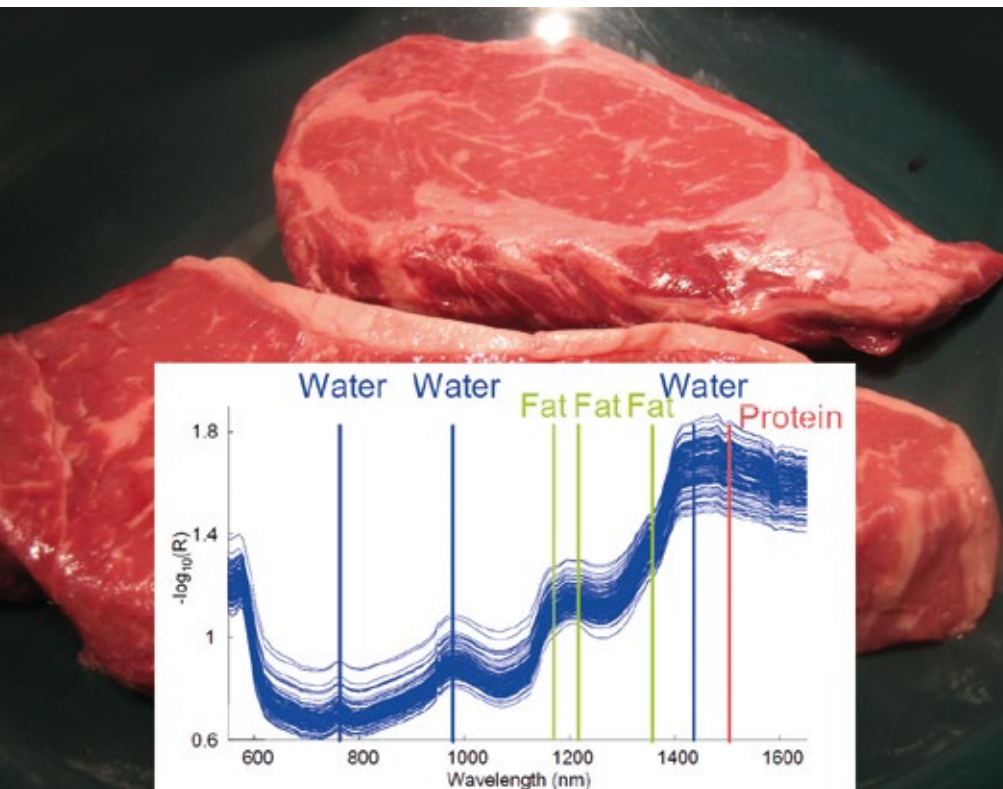 Water Water Water
Fat Fat Fat
Protein
1.8
1.4
1
0.6
-log10(R)
600 800 1000 1200 1400 1600
Wavelength (nm)